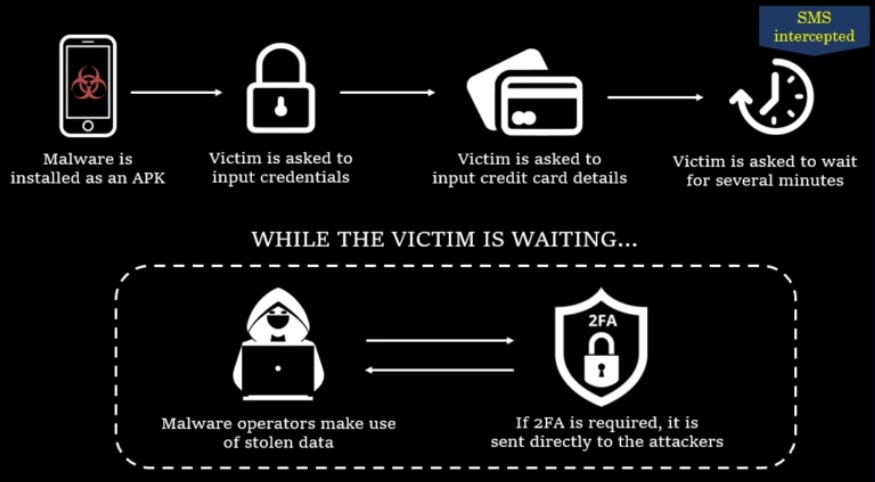 SMS
intercepted
Malware is
installed as an APK
Victim is asked to
input credentials
Victim is asked to
input credit card details
Victim is asked to wait
for several minutes
WHILE THE VICTIM IS WAITING...
2FA
Malware operators make use
of stolen data
If 2FA is required, it is
sent directly to the attackers